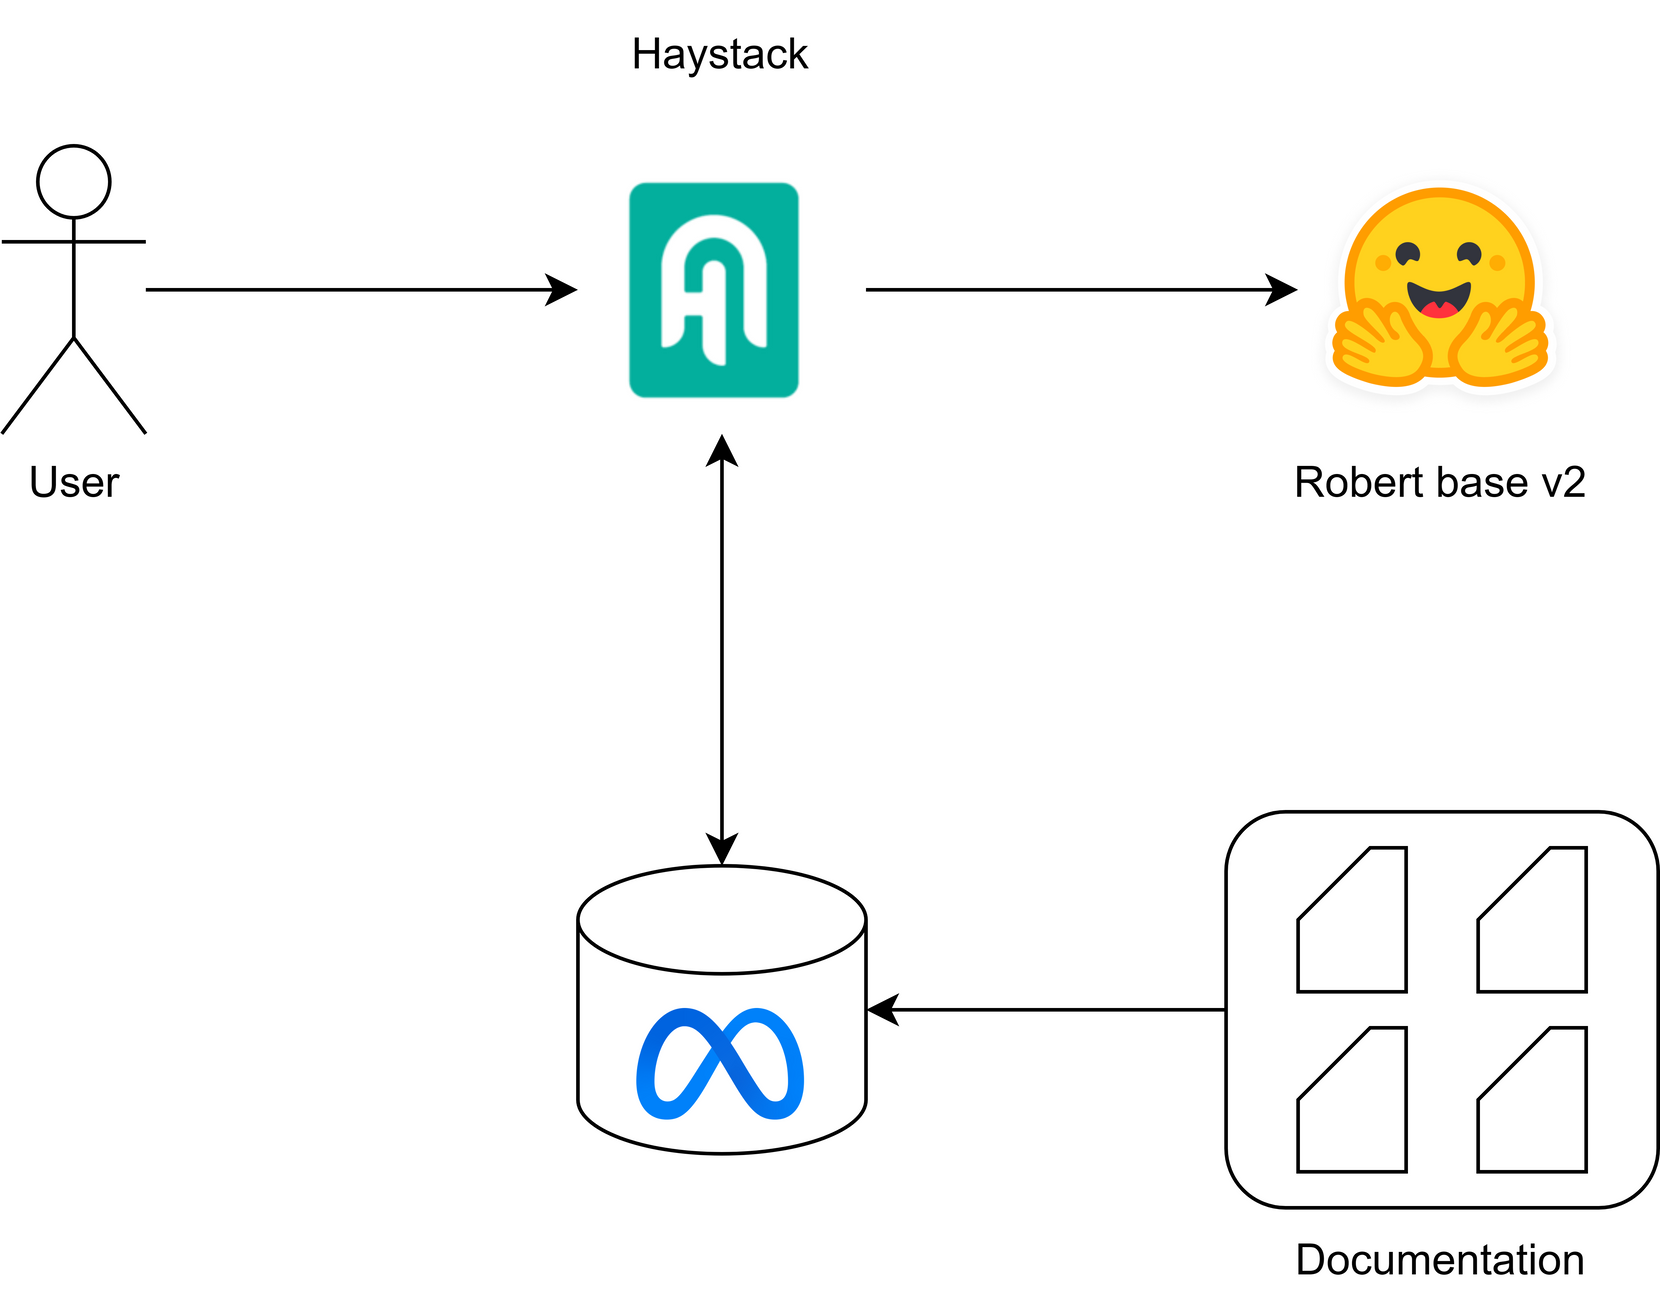 Haystack
User
Robert base v2
Documentation